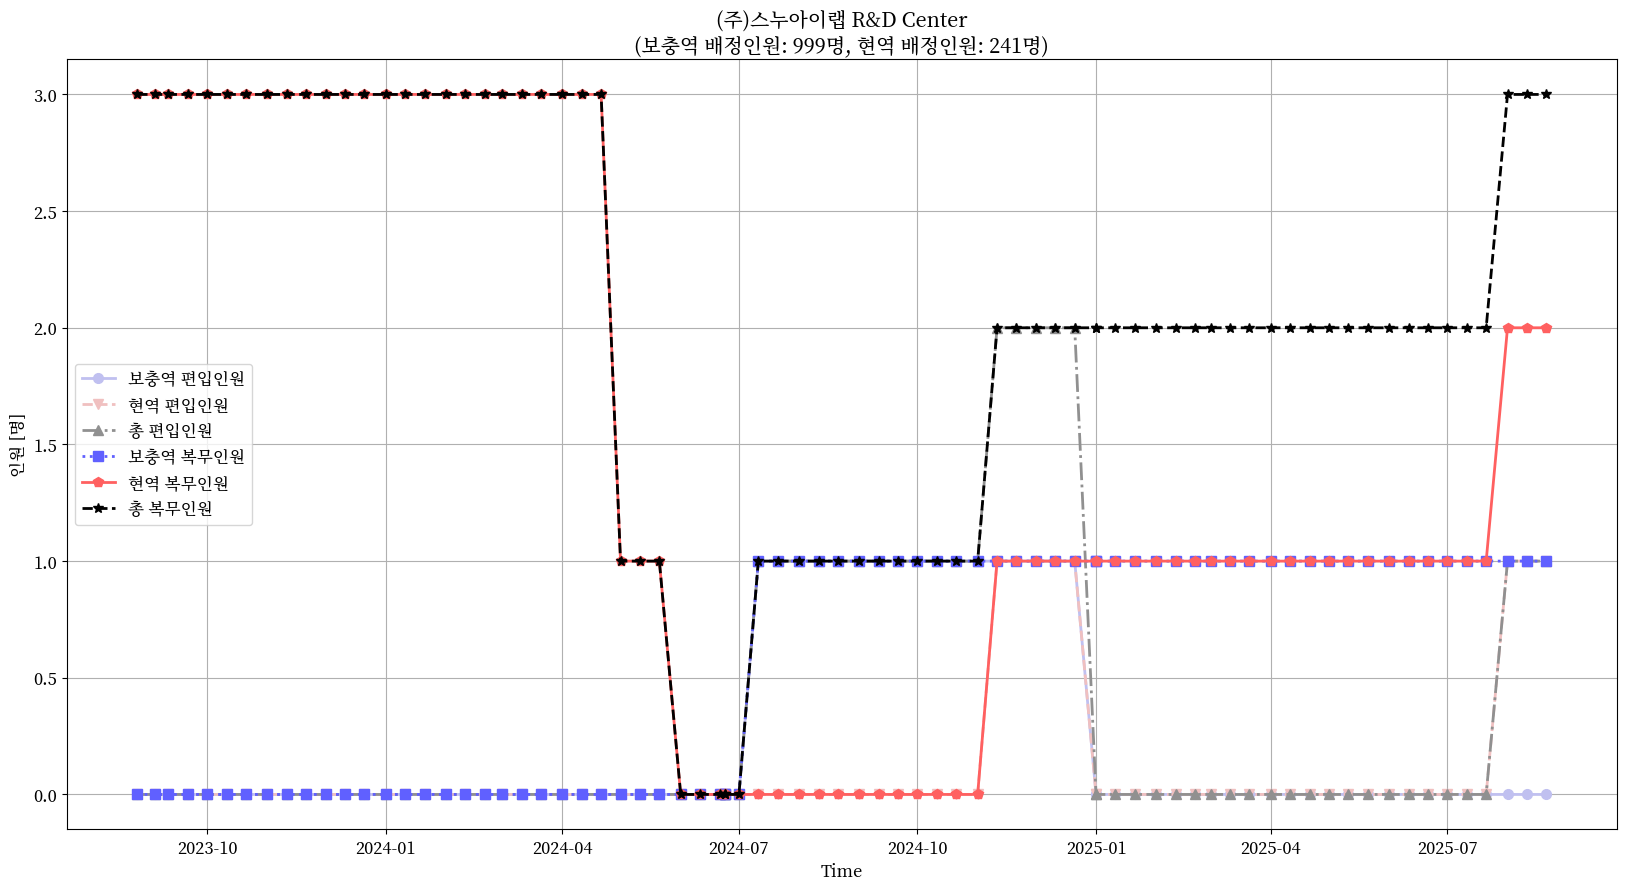 (주)스누아이랩 R&D Center
(보충역 배정인원: 999명, 현역 배정인원: 241명)
인원 [명]
3.0
2.5
2.0
1.5
1.0
0.5
0.0
보충역 편입인원
현역 편입인원
총 편입인원
보충역 복무인원
현역 복무인원
총 복무인원
2023-10
2024-01
2024-04
2024-07
2024-10
2025-01
2025-04
2025-07
Time